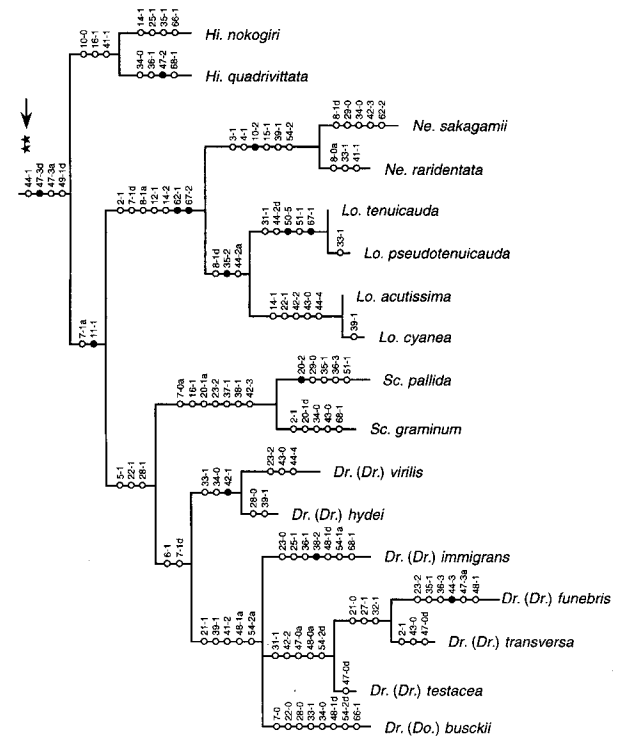 14-1 25-1 35-1 66-1
Hi. nokogiri
10-0 16-1 41-1
34-0 36-1 47-2 68-1
Hi. quadrivittata
★★
44-1 47-3d 47-3a 49-1d
8-1d 29-0 34-0 42-3 62-2
Ne. sakagamii
3-1 4-1 10-2 15-1 39-1 54-2
8-0a 33-1 41-1
Ne. raridentata
2-1 7-1d 8-1a 12-1 14-2 62-1 67-2
31-1 44-2d 50-5 51-1 67-1
Lo. tenuicauda
33-1
Lo. pseudotenuicauda
8-1d 35-2 44-2a
14-1 22-1 42-2 43-0 44-4
Lo. acutissima
39-1
Lo. cyanea
7-1a 11-1
20-2 29-0 35-1 36-3 51-1
Sc. pallida
7-0a 16-1 20-1a 23-2 37-1 38-1 42-3
2-1 20-1d 34-0 43-0 68-1
Sc. graminum
5-1 22-1 28-1
23-2 43-0 44-4
Dr. (Dr.) virilis
33-1 34-0 42-1
28-0 39-1
Dr. (Dr.) hydei
6-1 7-1d
23-0 25-1 36-1 38-2 48-1d 54-1a 68-1
Dr. (Dr.) immigrans
23-2 35-1 36-3 44-3 47-3a 48-1
Dr. (Dr.) funebris
21-0 27-1 32-1
21-1 39-1 41-2 48-1a 54-2a
2-1 43-0 47-0d
Dr. (Dr.) transversa
31-1 42-2 47-0a 48-0a 54-2d
47-0d
Dr. (Dr.) testacea
7-0 22-0 28-0 33-1 34-0 48-1d 54-2d 66-1
Dr. (Do.) busckii